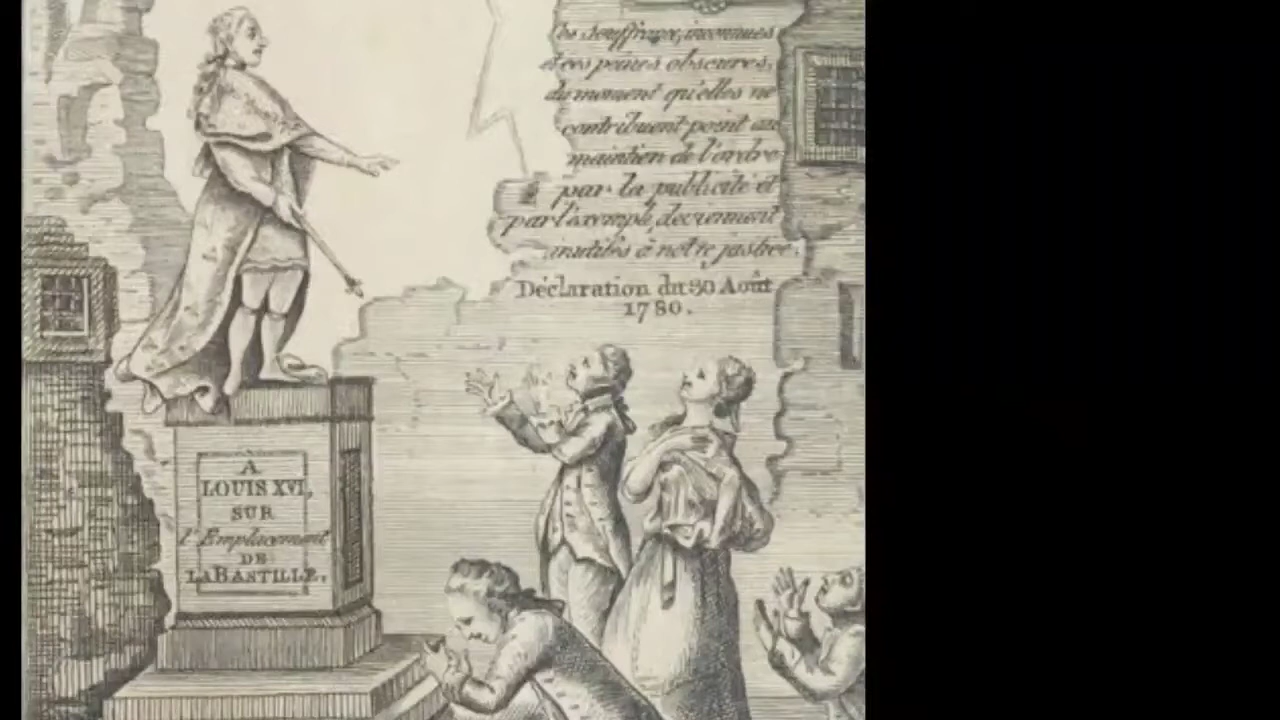 Ces souffrances inconnues
et ces peines obscures,
du moment qu'elles ne
contribuent point au
maintien de l'ordre
par la publicité et
par l'exemple, deviennent
inutiles à notre justice.
Déclaration du 30 Août
1780.
A
LOUIS XVI,
SUR
l'Emplacement
DE
LA BASTILLE.